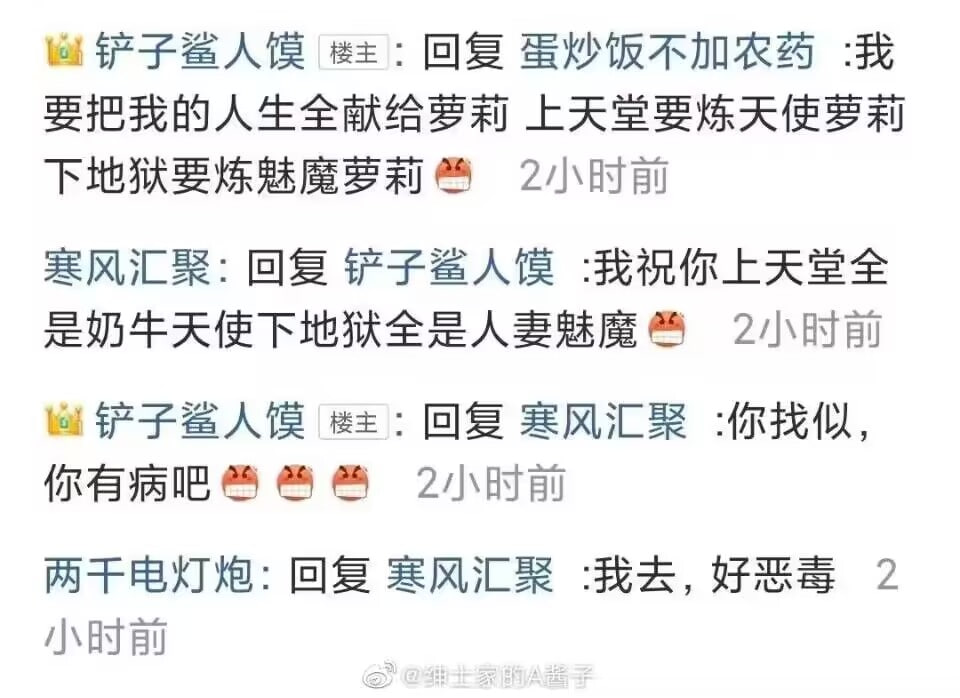 铲子鲨人馍 楼主: 回复 蛋炒饭不加农药 :我
要把我的人生全献给萝莉 上天堂要炼天使萝莉
下地狱要炼魅魔萝莉 2小时前
寒风汇聚: 回复 铲子鲨人馍 :我祝你上天堂全
是奶牛天使下地狱全是人妻魅魔 2小时前
铲子鲨人馍 楼主: 回复 寒风汇聚 :你找似,
你有病吧 2小时前
两千电灯炮: 回复 寒风汇聚 :我去, 好恶毒 2
小时前
@绅士家的A酱子